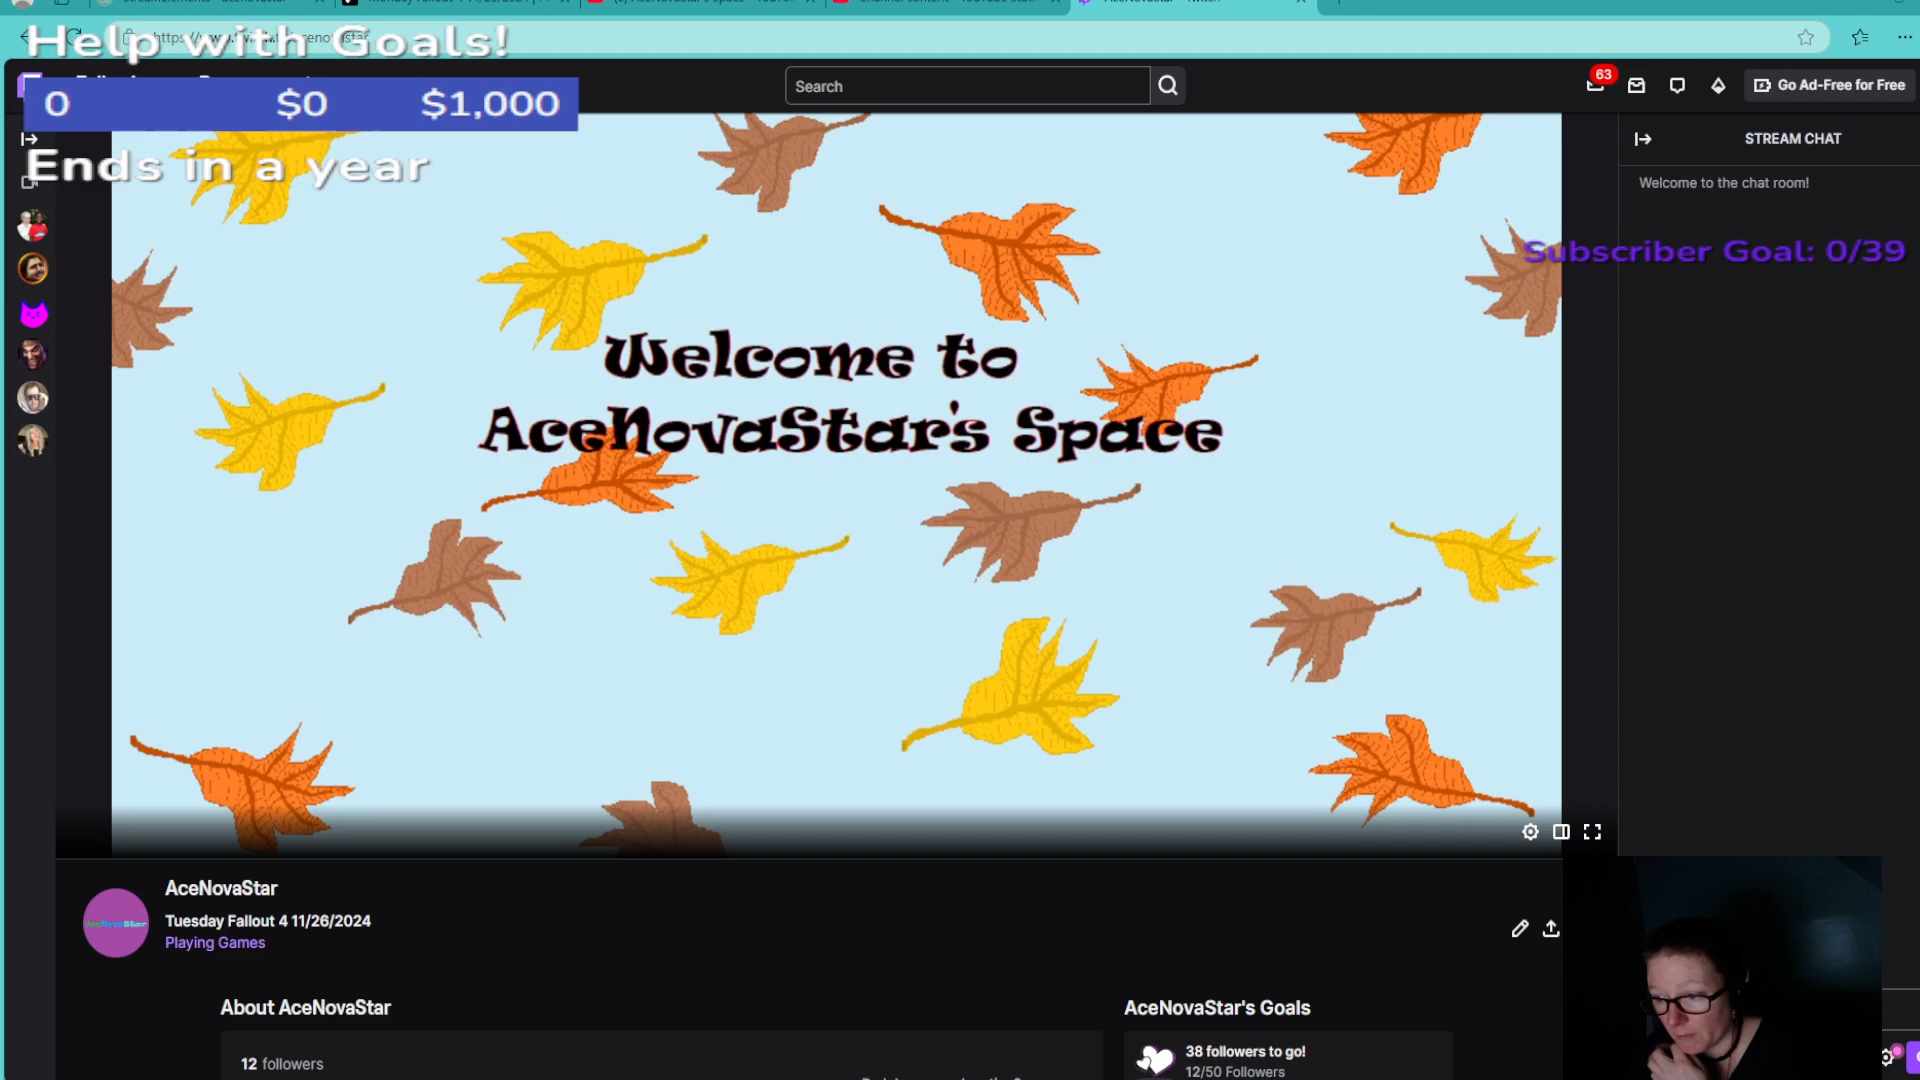 Help with Goals!
Search
63
Go Ad-Free for Free
0 $0 $1,000
Ends in a year
STREAM CHAT
Welcome to the chat room!
Subscriber Goal: 0/39
Welcome to
AceNovaStar's Space
AceNovaStar
Tuesday Fallout 4 11/26/2024
Playing Games
About AceNovaStar
AceNovaStar's Goals
12 followers
38 followers to go!
12/50 Followers